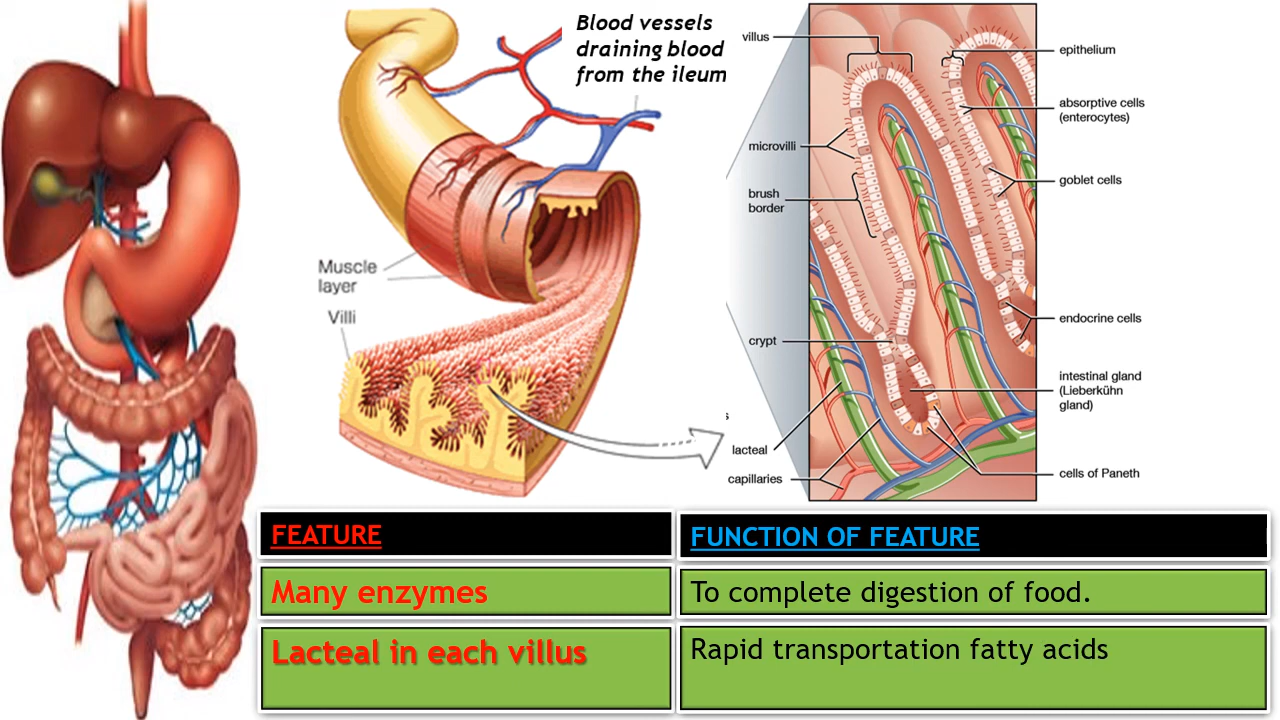 Blood vessels
draining blood
from the ileum
Muscle
layer
Villi
villus
microvilli
brush
border
crypt
s
lacteal
capillaries
epithelium
absorptive cells
(enterocytes)
goblet cells
endocrine cells
intestinal gland
(Lieberkühn
gland)
cells of Paneth
FEATURE
FUNCTION OF FEATURE
Many enzymes
To complete digestion of food.
Lacteal in each villus
Rapid transportation fatty acids